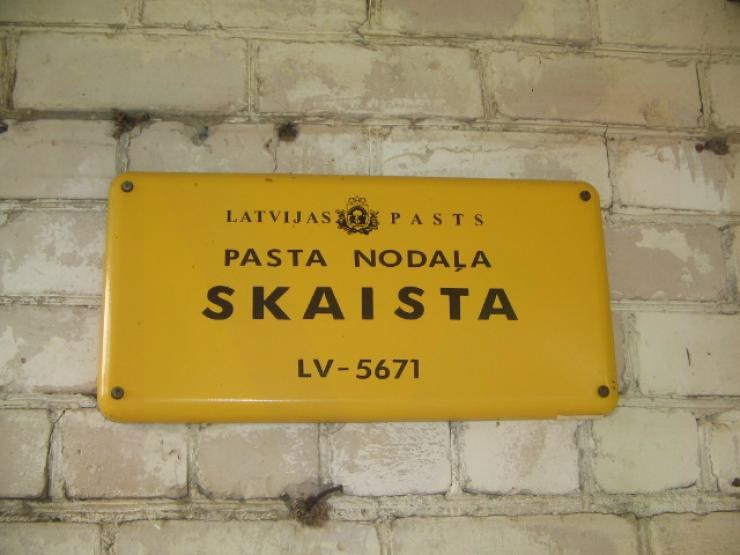 LATVIJAS PASTS
PASTA NODAĻA
SKAISTA
LV-5671